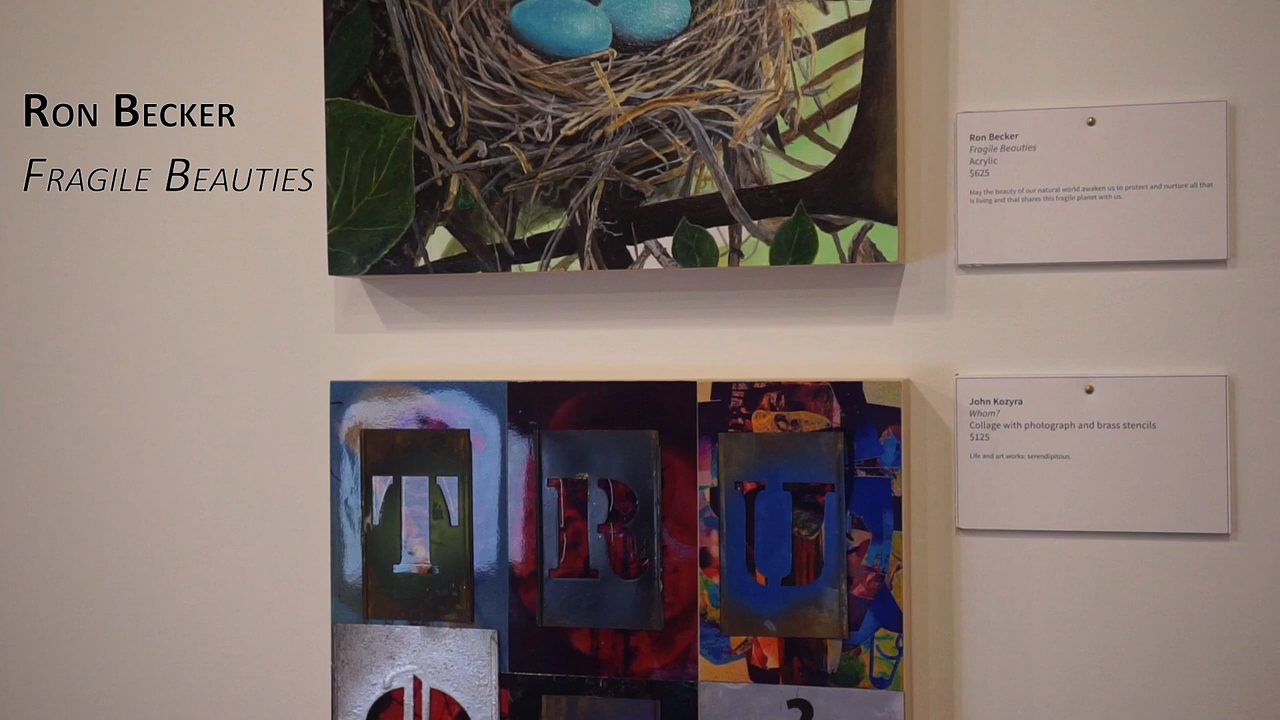 RON BECKER
FRAGILE BEAUTIES
Ron Becker
Fragile Beauties
Acrylic
$625
May the beauty of our natural world awaken us to protect and nurture all that
is living and that shares this fragile planet with us.
John Kozyra
Whom?
Collage with photograph and brass stencils
$125
Life and art works: serendipitous.
T R U
?